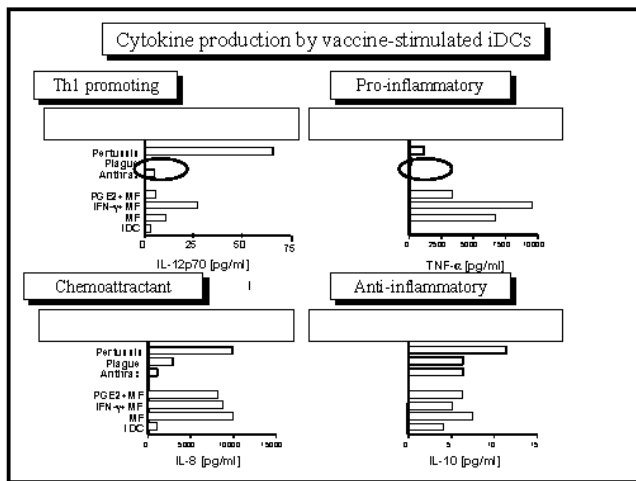 Cytokine production by vaccine-stimulated iDCs
Th1 promoting
Pertussis
Plague
Anthrax
PGE2+MF
IFN-γ+MF
MF
IDC
0 25 50 75
IL-12p70 [pg/ml]
Pro-inflammatory
0 2500 5000 7500 10000
TNF-α [pg/ml]
Chemoattractant
Pertussis
Plague
Anthrax
PGE2+MF
IFN-γ+MF
MF
IDC
0 5000 10000 15000
IL-8 [pg/ml]
Anti-inflammatory
0 5 10 15
IL-10 [pg/ml]